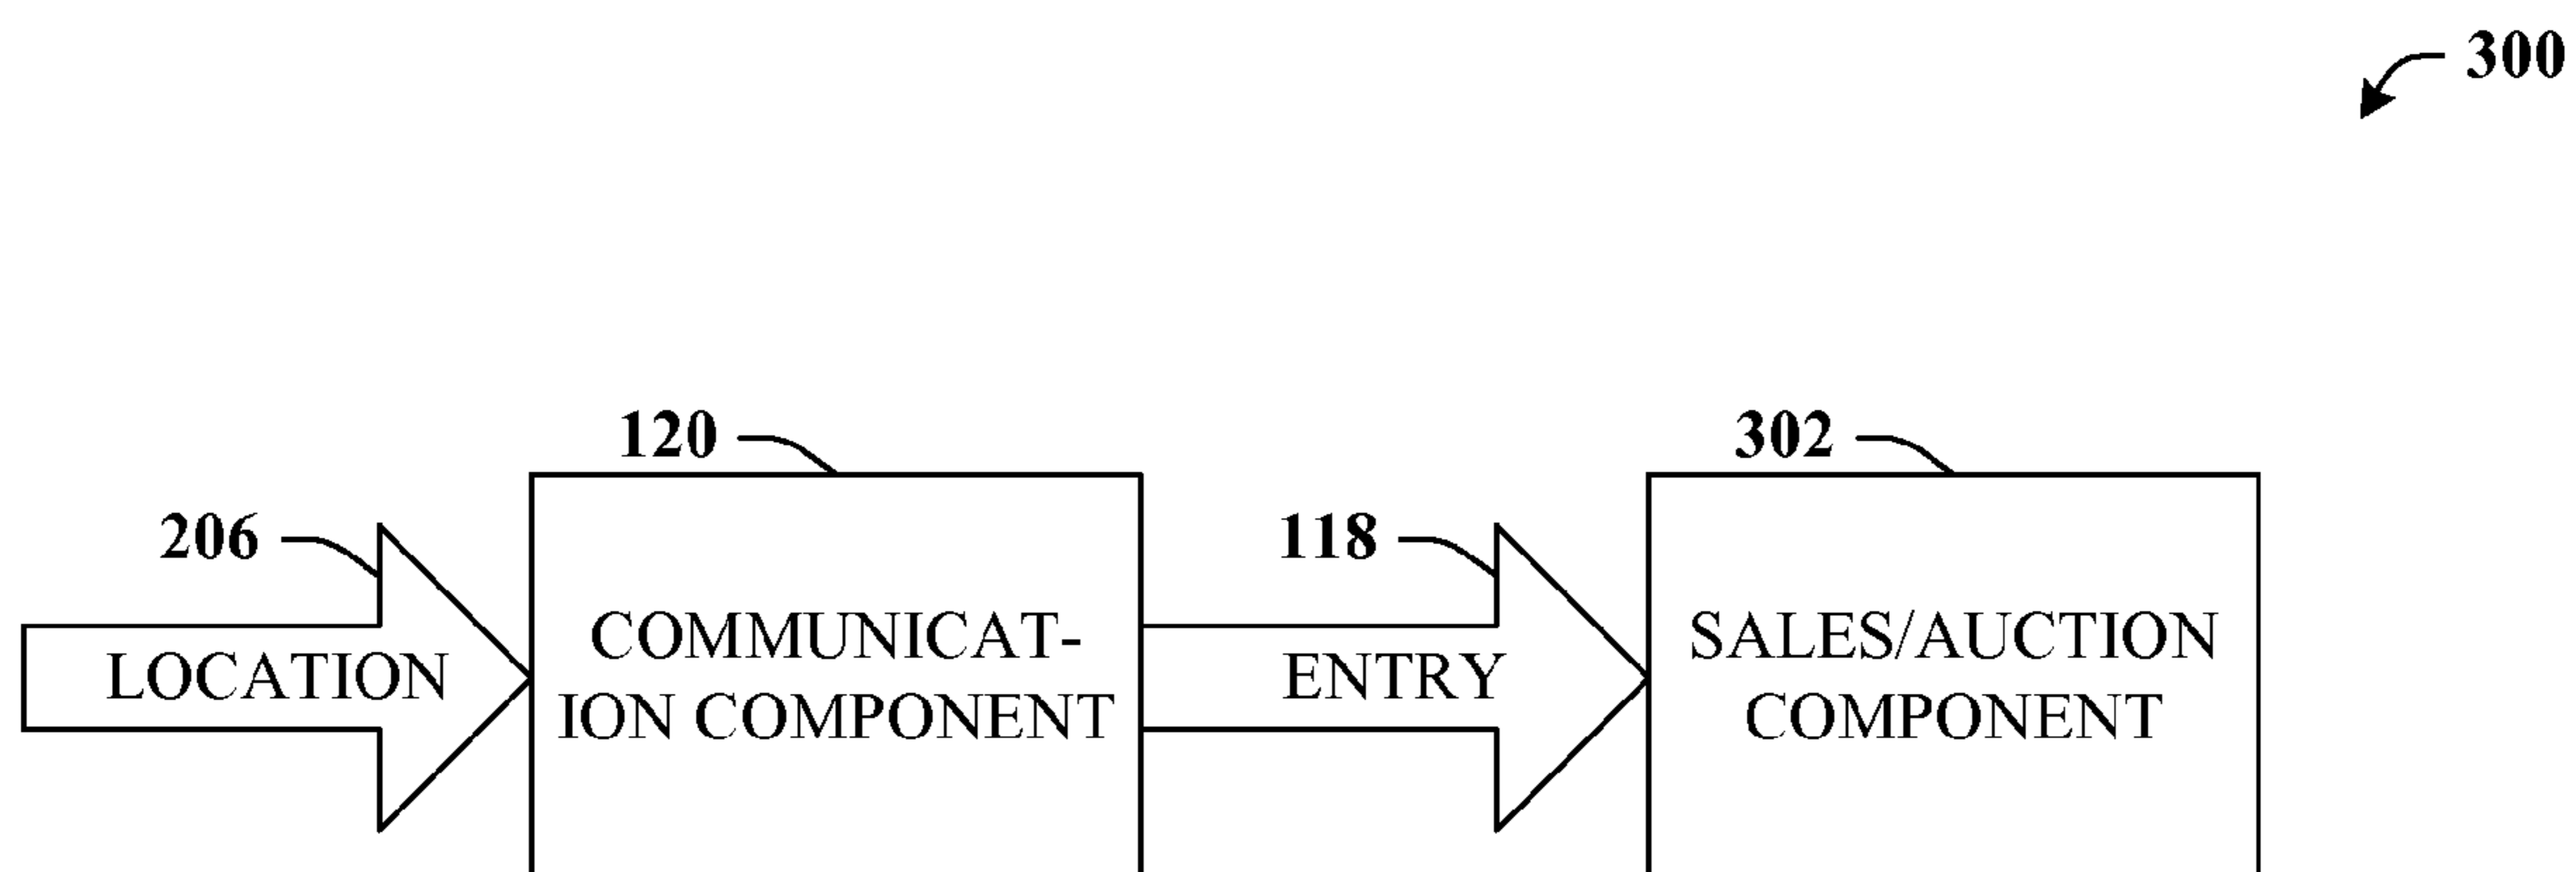 300
120
302
206
118
LOCATION
COMMUNICAT-
ION COMPONENT
ENTRY
SALES/AUCTION
COMPONENT